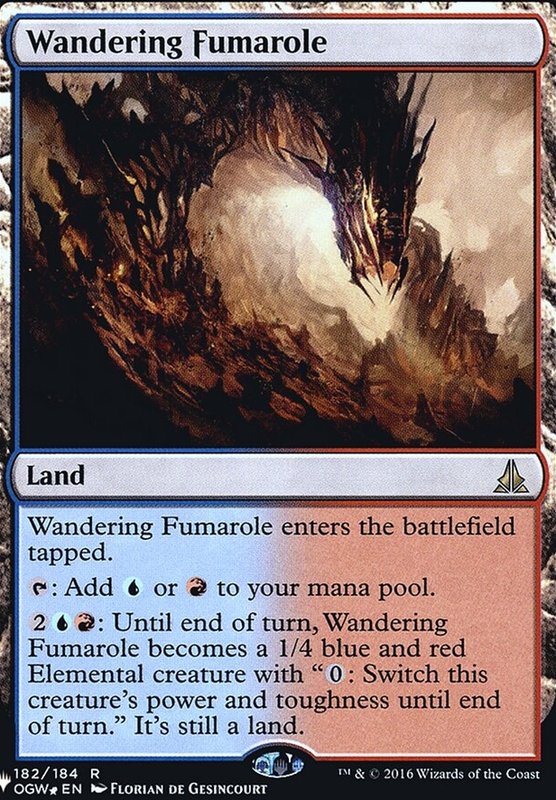 Wandering Fumarole
Land
Wandering Fumarole enters the battlefield
tapped.
: Add or to your mana pool.
2: Until end of turn, Wandering
Fumarole becomes a 1/4 blue and red
Elemental creature with “0: Switch this
creature’s power and toughness until end
of turn.” It’s still a land.
182/184 R
OGW★EN Florian de Gesincourt
™ & © 2016 Wizards of the Coast